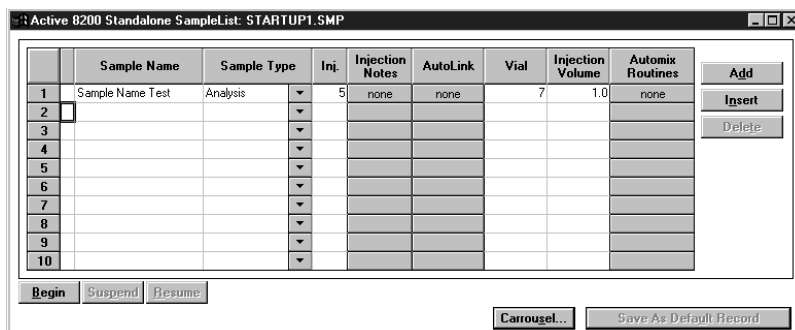 Active 8200 Standalone SampleList: STARTUP1.SMP
Sample Name Sample Type Inj. Injection Notes AutoLink Vial Injection Volume Automix Routines
1 Sample Name Test Analysis 5 none none 7 1.0 none
2
3
4
5
6
7
8
9
10
Add
Insert
Delete
Begin Suspend Resume
Carrousel... Save As Default Record